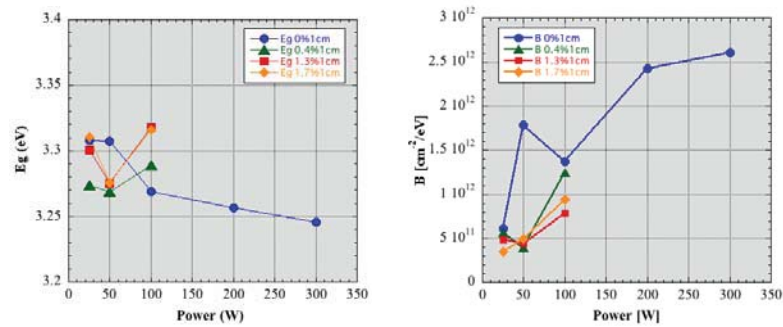 3.4
3.35
3.3
3.25
3.2
Eg (eV)
Eg 0%1cm
Eg 0.4%1cm
Eg 1.3%1cm
Eg 1.7%1cm
0 50 100 150 200 250 300 350
Power (W)
3 10¹²
2.5 10¹²
2 10¹²
1.5 10¹²
1 10¹²
5 10¹¹
0
B [cm⁻²/eV]
B 0%1cm
B 0.4%1cm
B 1.3%1cm
B 1.7%1cm
0 50 100 150 200 250 300 350
Power [W]